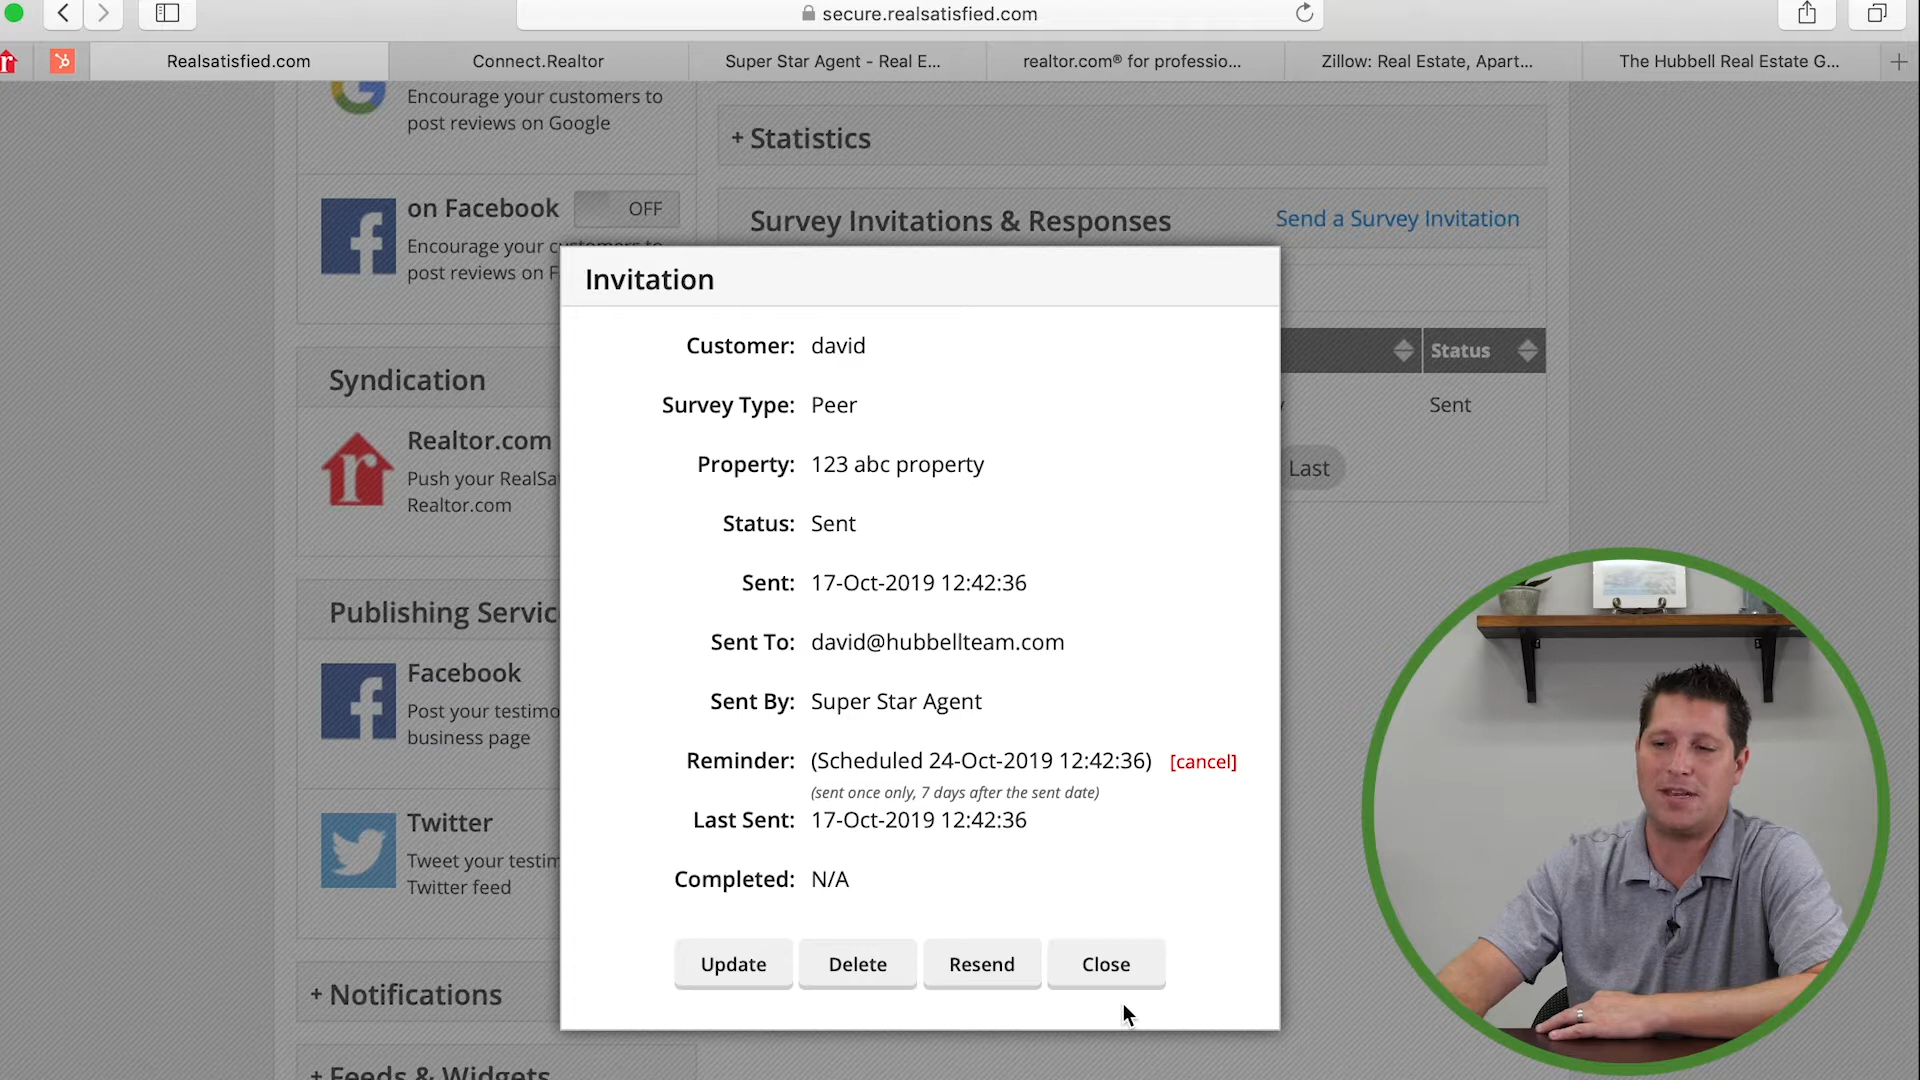 secure.realsatisfied.com
Realsatisfied.com
Connect.Realtor
Super Star Agent - Real E...
realtor.com® for professio...
Zillow: Real Estate, Apart...
The Hubbell Real Estate G...
Encourage your customers to
post reviews on Google
on Facebook
OFF
Encourage your customers to
post reviews on F
Syndication
Realtor.com
Push your RealSa
Realtor.com
Publishing Servic
Facebook
Post your testimo
business page
Twitter
Tweet your testim
Twitter feed
+ Notifications
+ Feeds & Widgets
+ Statistics
Survey Invitations & Responses
Send a Survey Invitation
Status
Sent
Last
Invitation
Customer: david
Survey Type: Peer
Property: 123 abc property
Status: Sent
Sent: 17-Oct-2019 12:42:36
Sent To: david@hubbellteam.com
Sent By: Super Star Agent
Reminder: (Scheduled 24-Oct-2019 12:42:36) [cancel]
(sent once only, 7 days after the sent date)
Last Sent: 17-Oct-2019 12:42:36
Completed: N/A
Update
Delete
Resend
Close